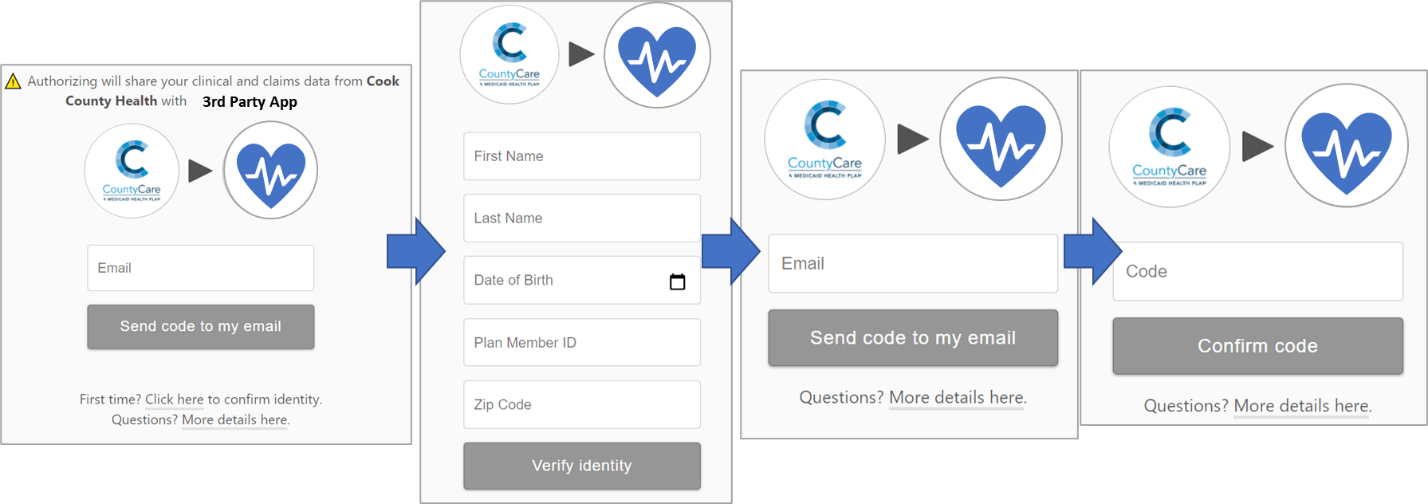 Authorizing will share your clinical and claims data from Cook
County Health with 3rd Party App
CountyCare
A MEDICAID HEALTH PLAN
Email
Send code to my email
First time? Click here to confirm identity.
Questions? More details here.
CountyCare
A MEDICAID HEALTH PLAN
First Name
Last Name
Date of Birth
Plan Member ID
Zip Code
Verify identity
CountyCare
A MEDICAID HEALTH PLAN
Email
Send code to my email
Questions? More details here.
CountyCare
A MEDICAID HEALTH PLAN
Code
Confirm code
Questions? More details here.